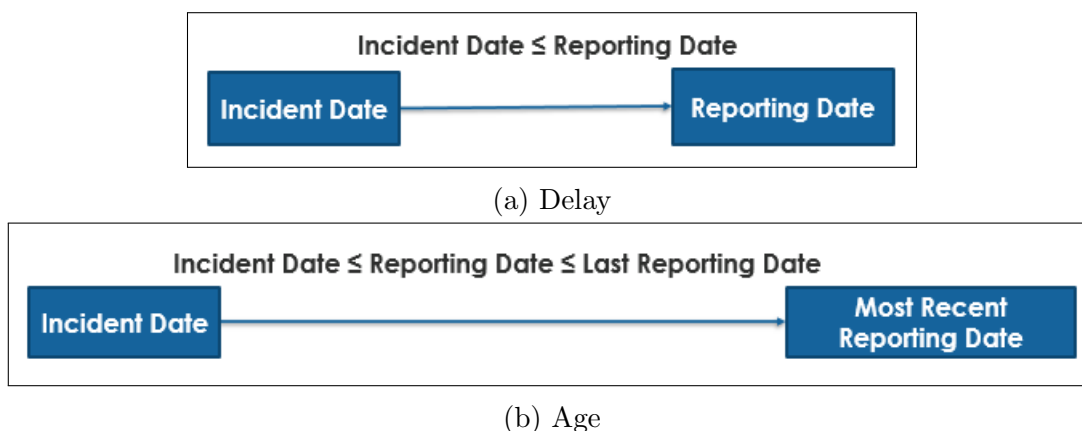 Incident Date ≤ Reporting Date
Incident Date
Reporting Date
(a) Delay
Incident Date ≤ Reporting Date ≤ Last Reporting Date
Incident Date
Most Recent
Reporting Date
(b) Age